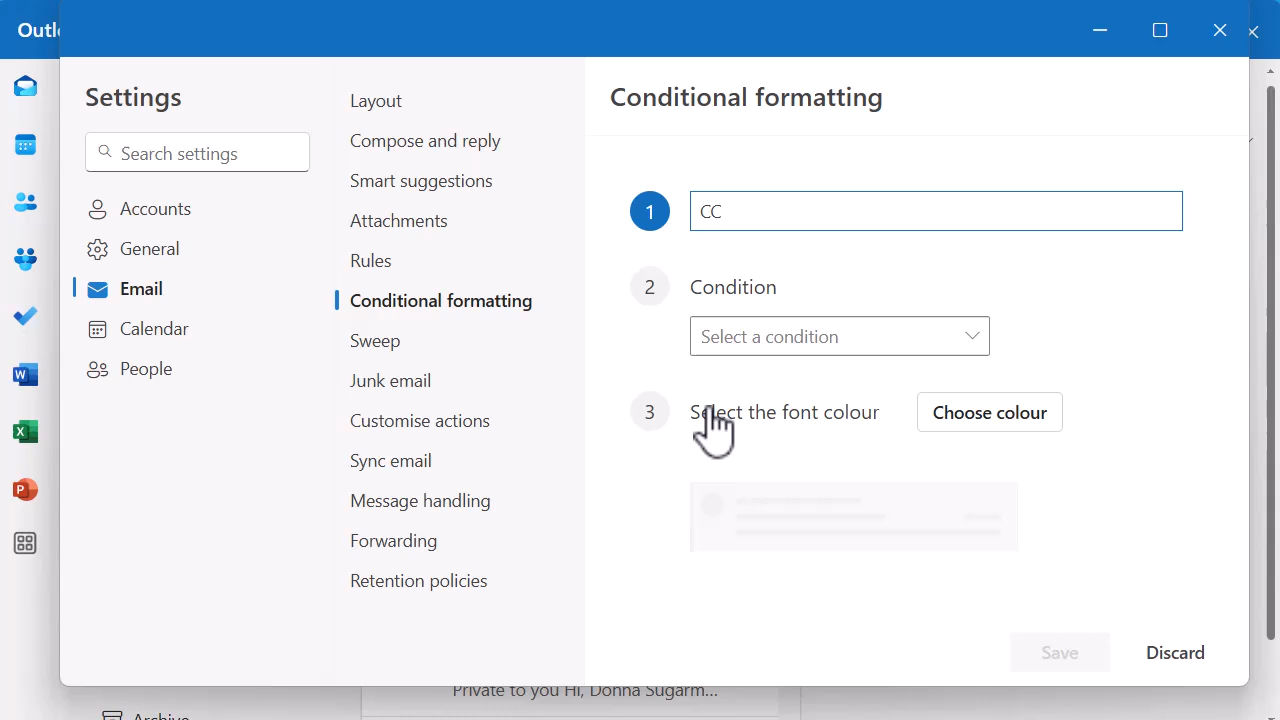 Outl
Settings
Search settings
Accounts
General
Email
Calendar
People
Layout
Compose and reply
Smart suggestions
Attachments
Rules
Conditional formatting
Sweep
Junk email
Customise actions
Sync email
Message handling
Forwarding
Retention policies
Conditional formatting
1 CC
2 Condition
Select a condition
3 Select the font colour Choose colour
Save Discard
Private to you Hi, Donna Sugarm...
Archive